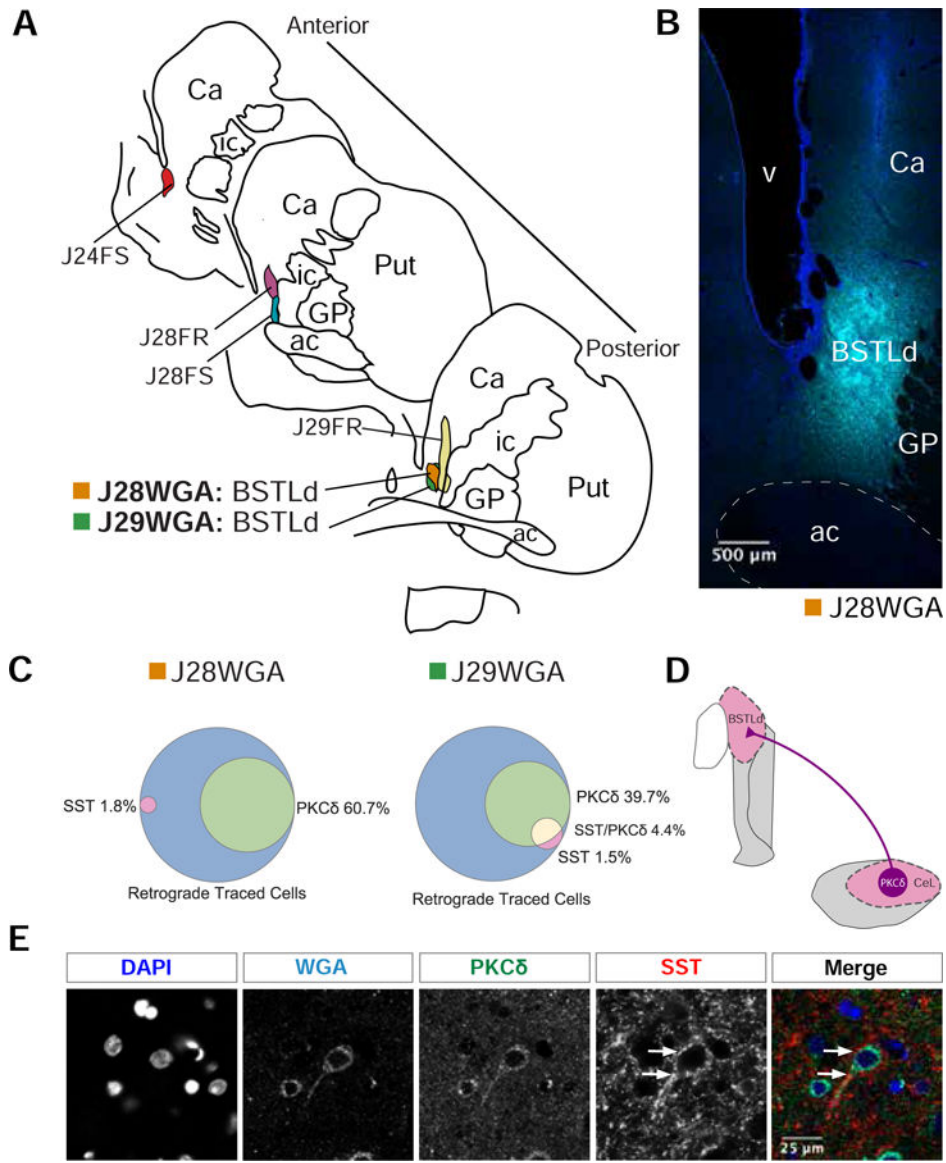 A
Anterior
Ca
ic
J24FS
Ca
Put
ic
J28FR
GP
ac
J28FS
Posterior
Ca
J29FR
ic
Put
GP
J28WGA: BSTLd
J29WGA: BSTLd
ac
B
v
Ca
BSTLd
GP
ac
500 µm
J28WGA
C
J28WGA
J29WGA
SST 1.8%
PKCδ 60.7%
Retrograde Traced Cells
PKCδ 39.7%
SST/PKCδ 4.4%
SST 1.5%
Retrograde Traced Cells
D
BSTLd
PKCδ
CeL
E
DAPI
WGA
PKCδ
SST
Merge
25 µm